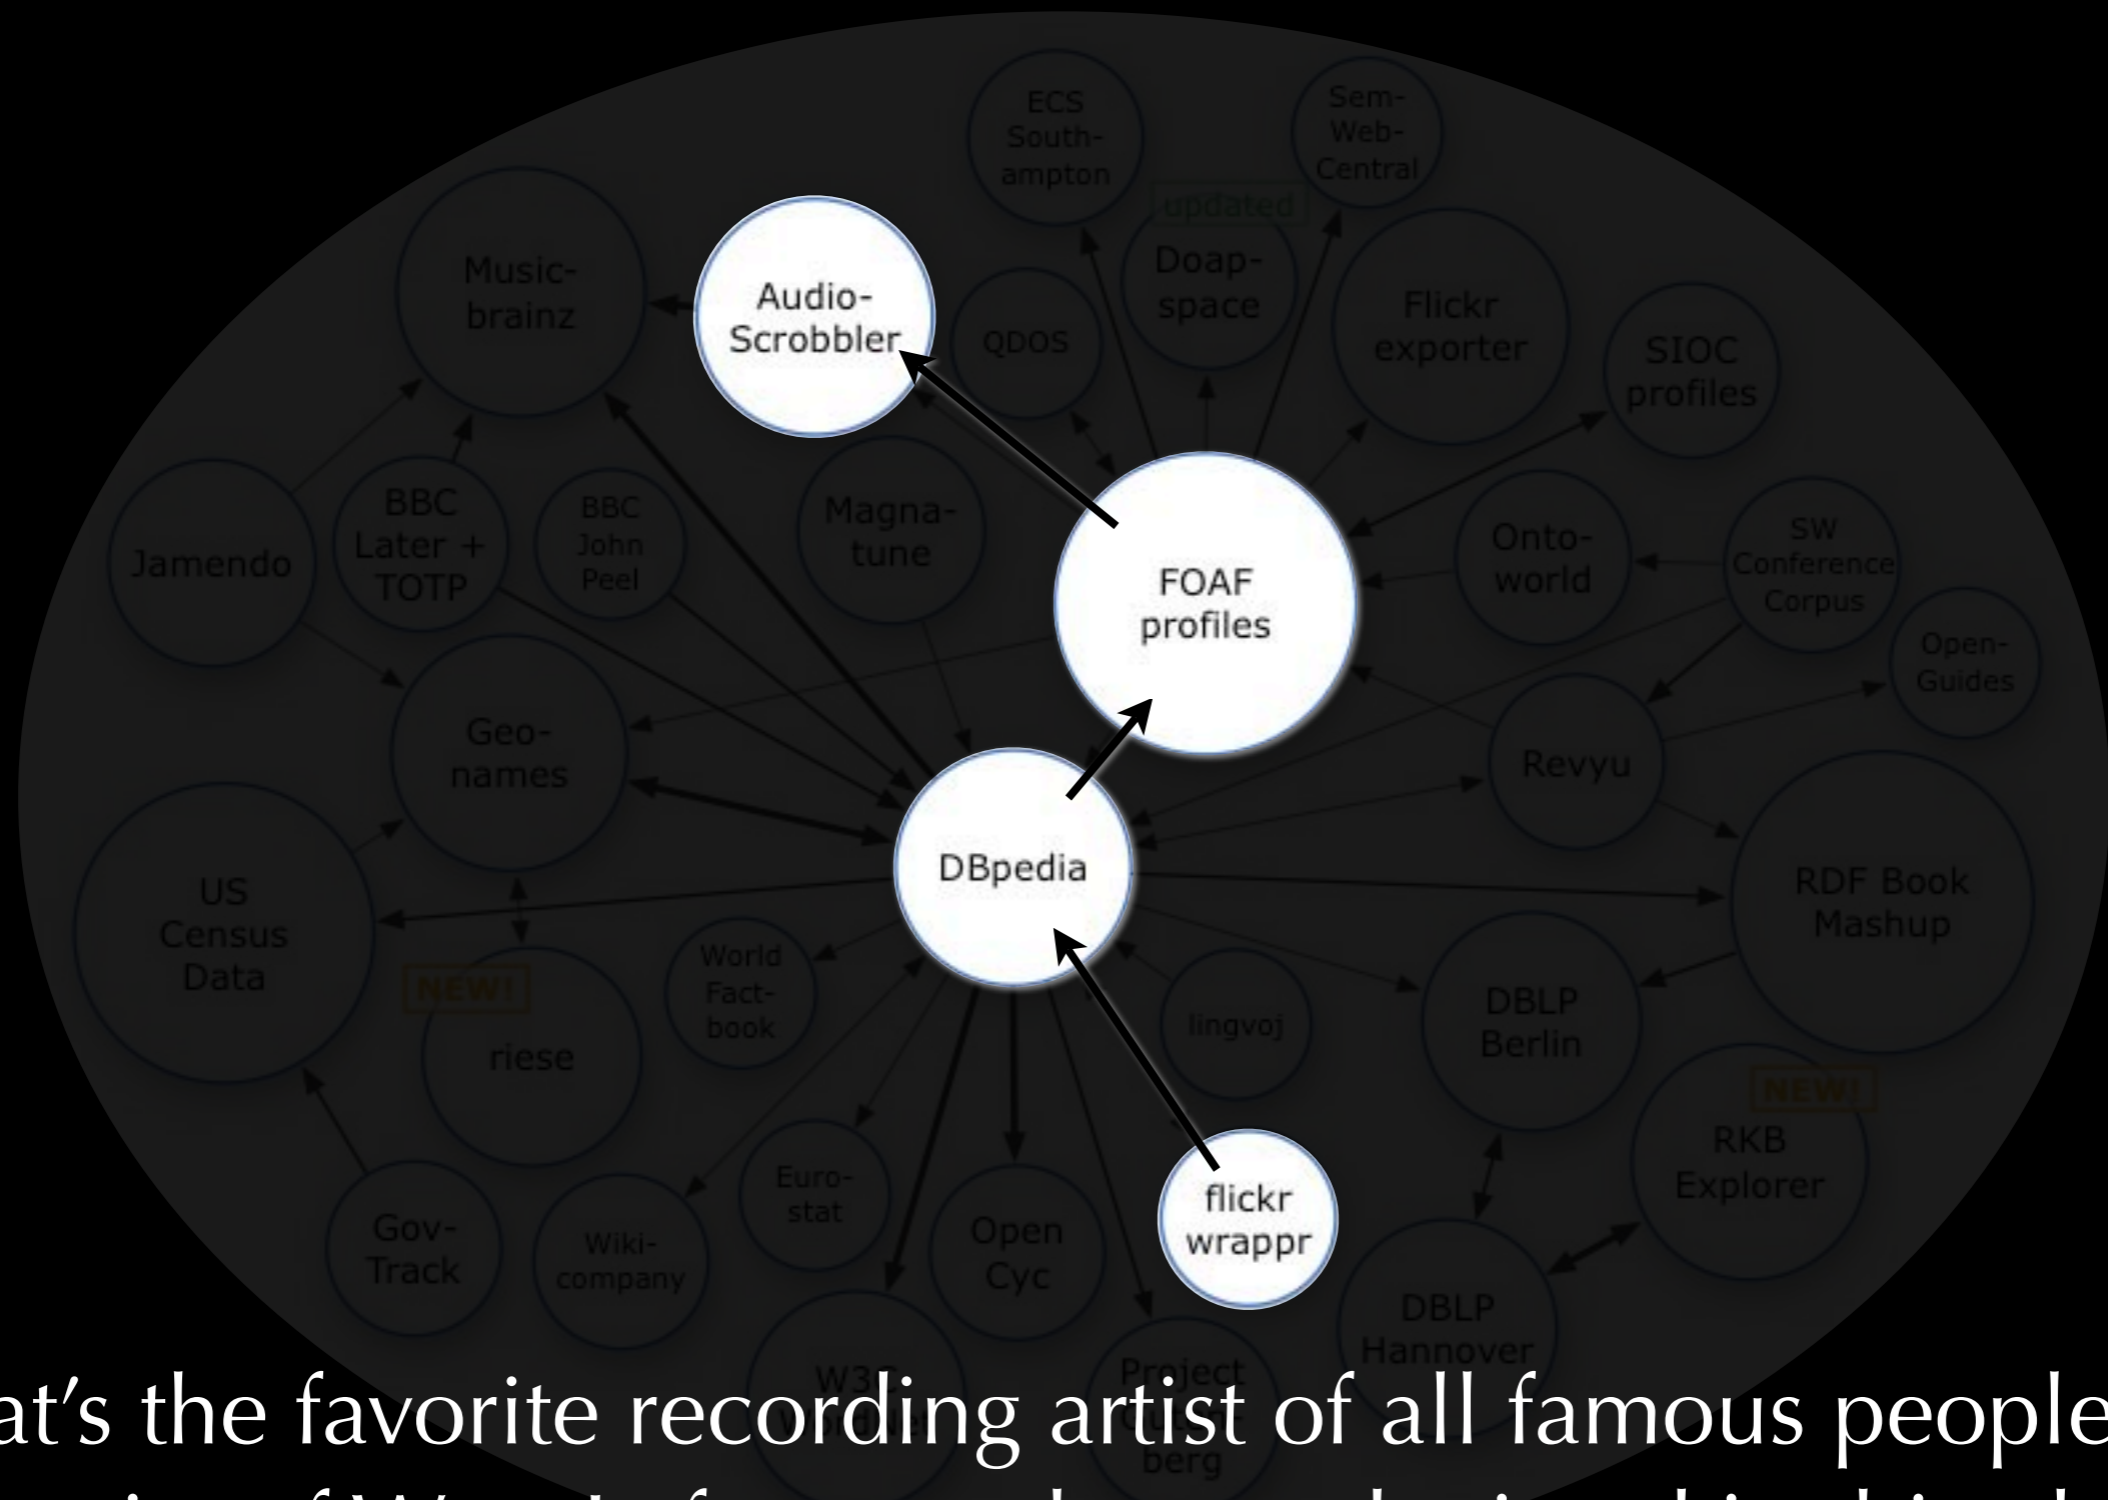 ECS
South-
ampton
Sem-
Web-
Central
updated
Doap-
space
Music-
brainz
Audio-
Scrobbler
QDOS
Flickr
exporter
SIOC
profiles
Jamendo
BBC
Later +
TOTP
BBC
John
Peel
Magna-
tune
FOAF
profiles
Onto-
world
SW
Conference
Corpus
Open-
Guides
Geo-
names
Revyu
US
Census
Data
DBpedia
RDF Book
Mashup
NEW!
riese
World
Fact-
book
lingvoj
DBLP
Berlin
NEW!
RKB
Explorer
Gov-
Track
Wiki-
company
Euro-
stat
Open
Cyc
flickr
wrappr
DBLP
Hannover
W3C
WordNet
Project
Guten-
berg
at's the favorite recording artist of all famous people